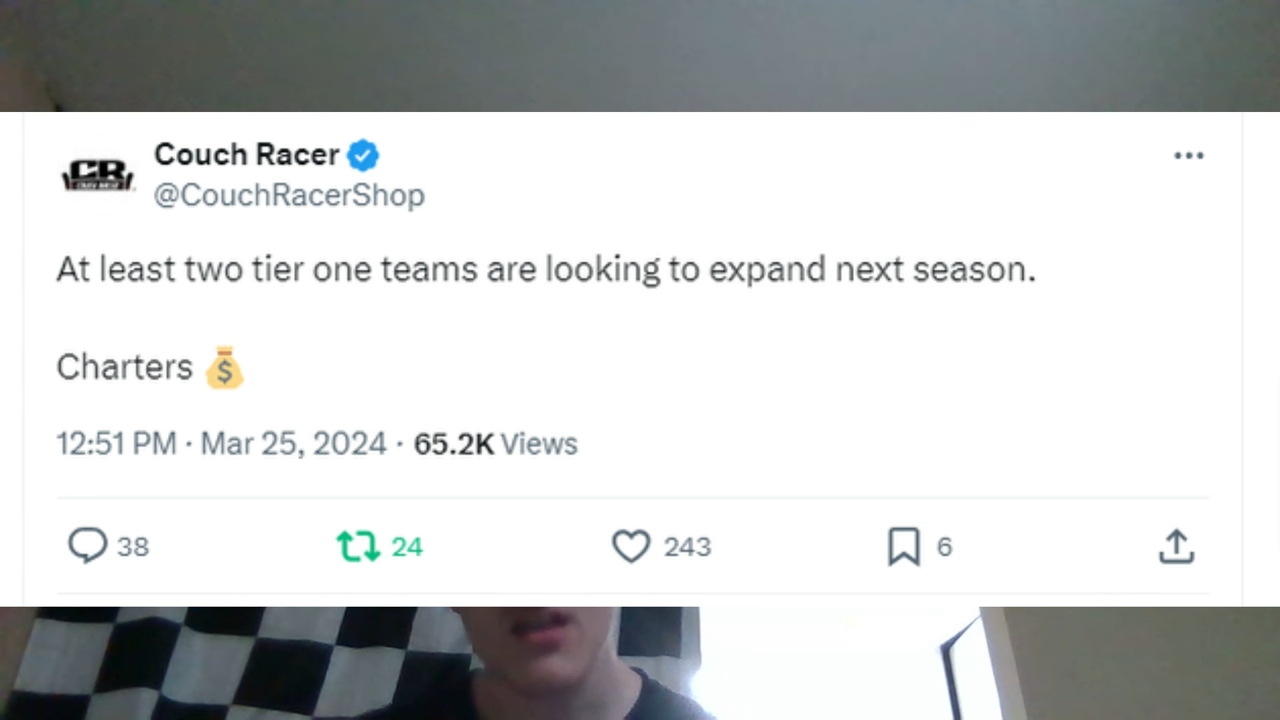 CR
Couch Racer
@CouchRacerShop
At least two tier one teams are looking to expand next season.
Charters 💰
12:51 PM · Mar 25, 2024 · 65.2K Views
38 24 243 6